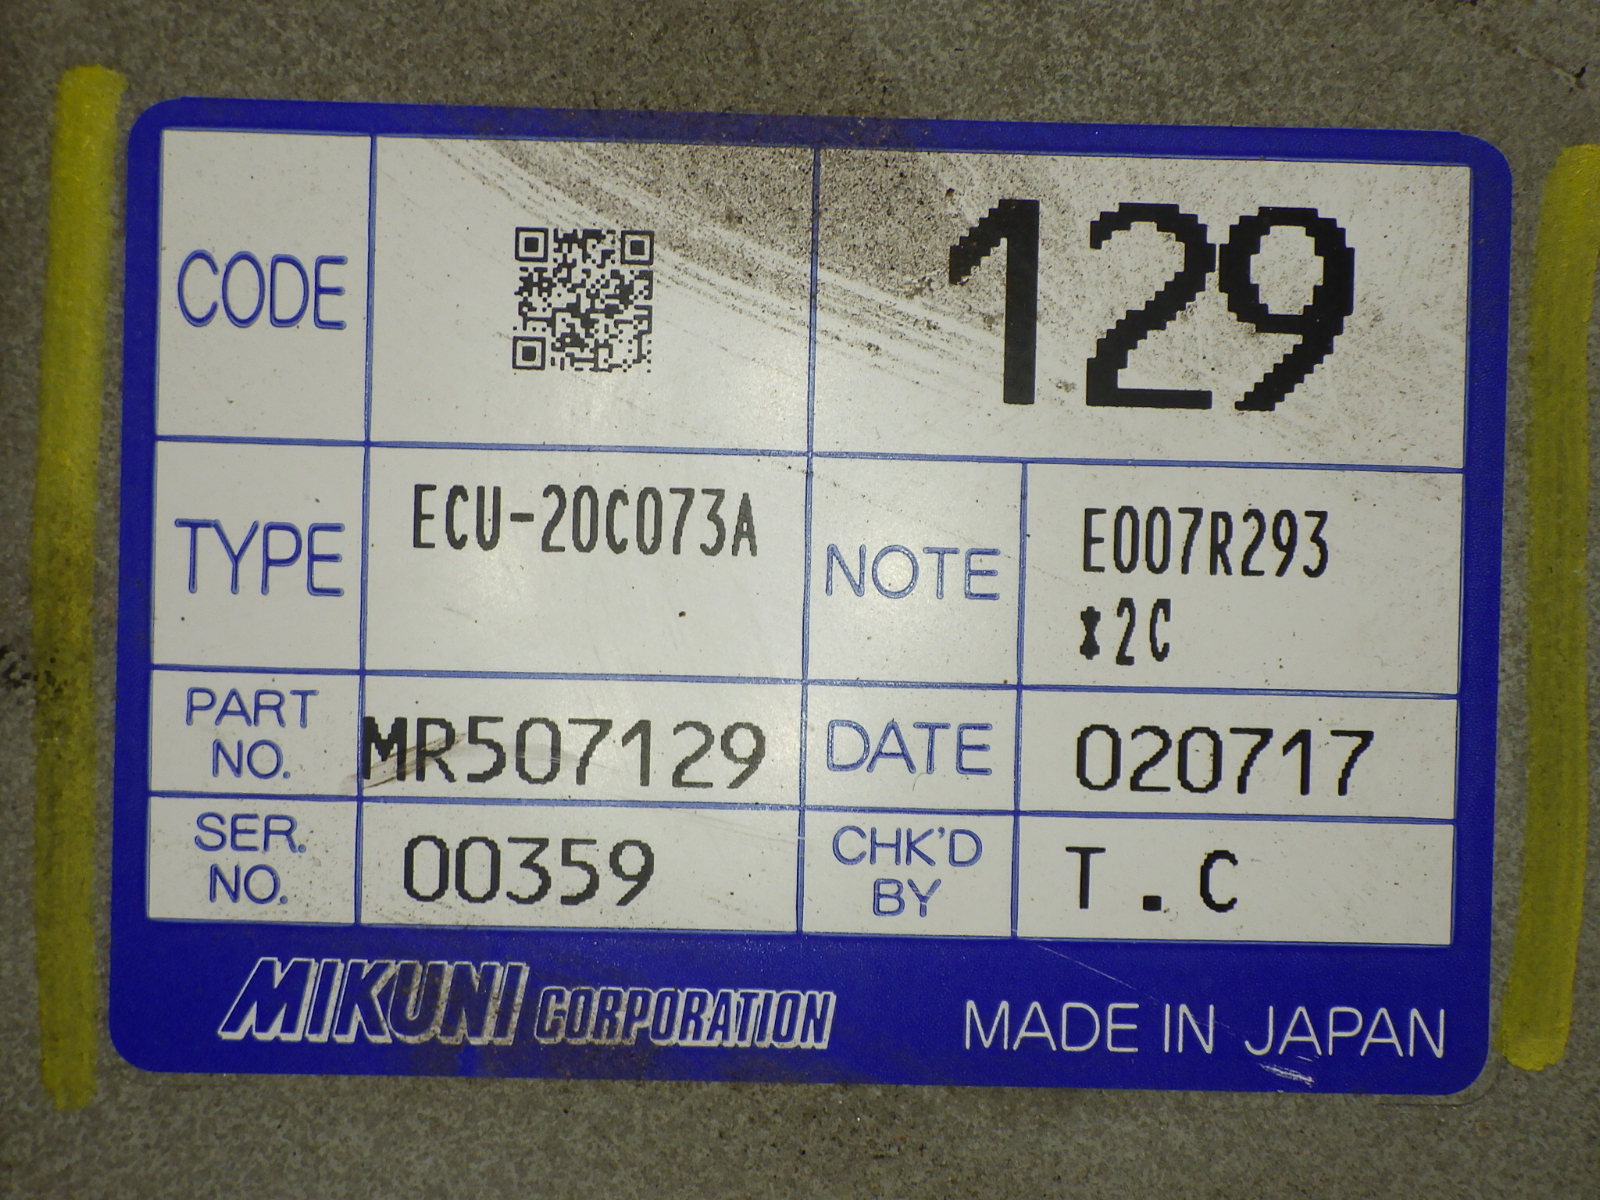 CODE
129
TYPE
ECU-20C073A
NOTE
E007R293
*2C
PART
NO.
MR507129
DATE
020717
SER.
NO.
00359
CHK'D
BY
T.C
MIKUNI CORPORATION
MADE IN JAPAN